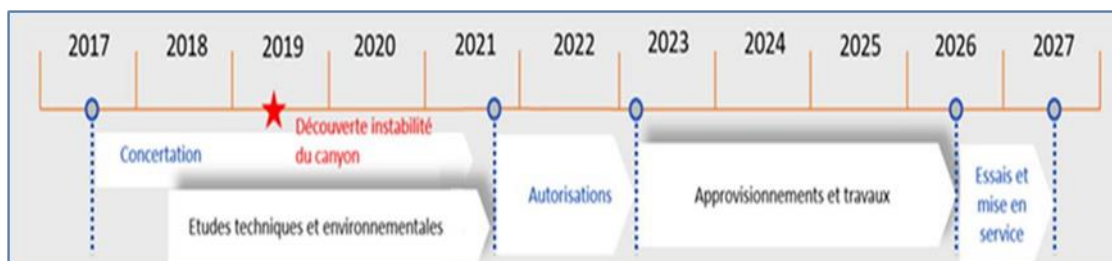 2017 2018 2019 2020 2021 2022 2023 2024 2025 2026 2027
Découverte instabilité
du canyon
Concertation
Etudes techniques et environnementales
Autorisations
Approvisionnements et travaux
Essais et
mise en
service